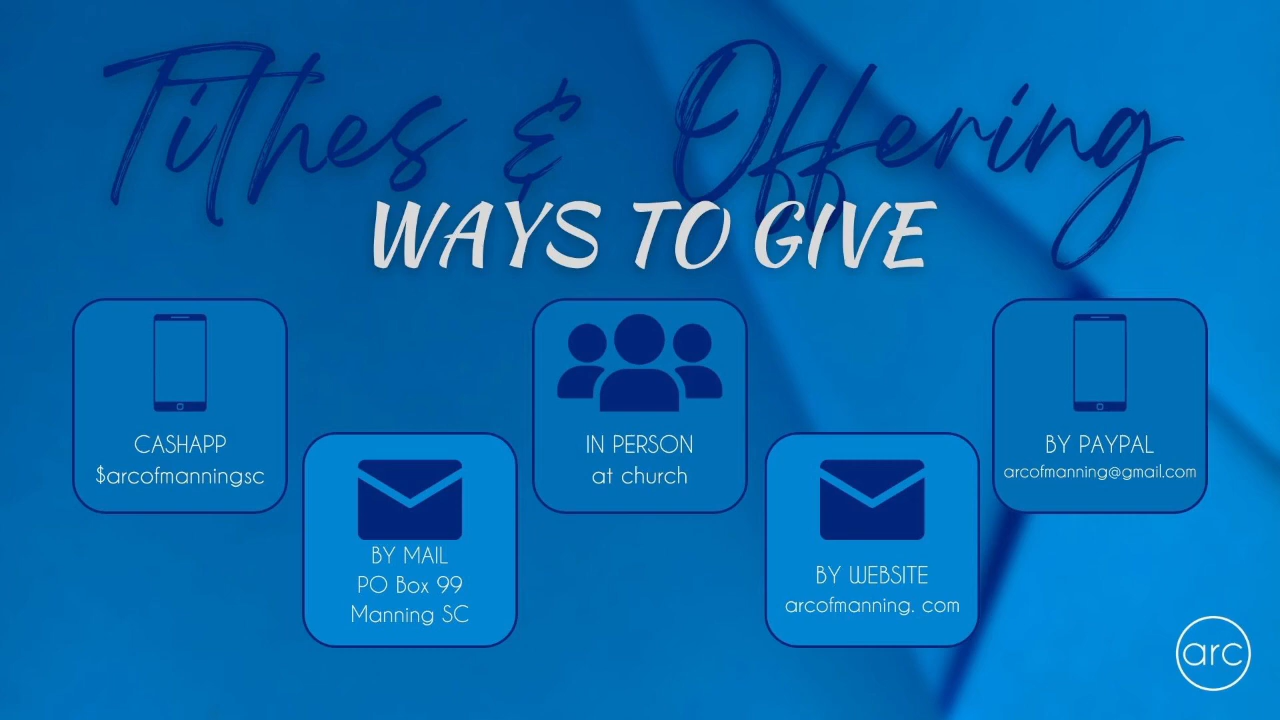 Tithes & Offering
WAYS TO GIVE
CASHAPP
$arcofmanningsc
BY MAIL
PO Box 99
Manning SC
IN PERSON
at church
BY WEBSITE
arcofmanning. com
BY PAYPAL
arcofmanning@gmail.com
arc